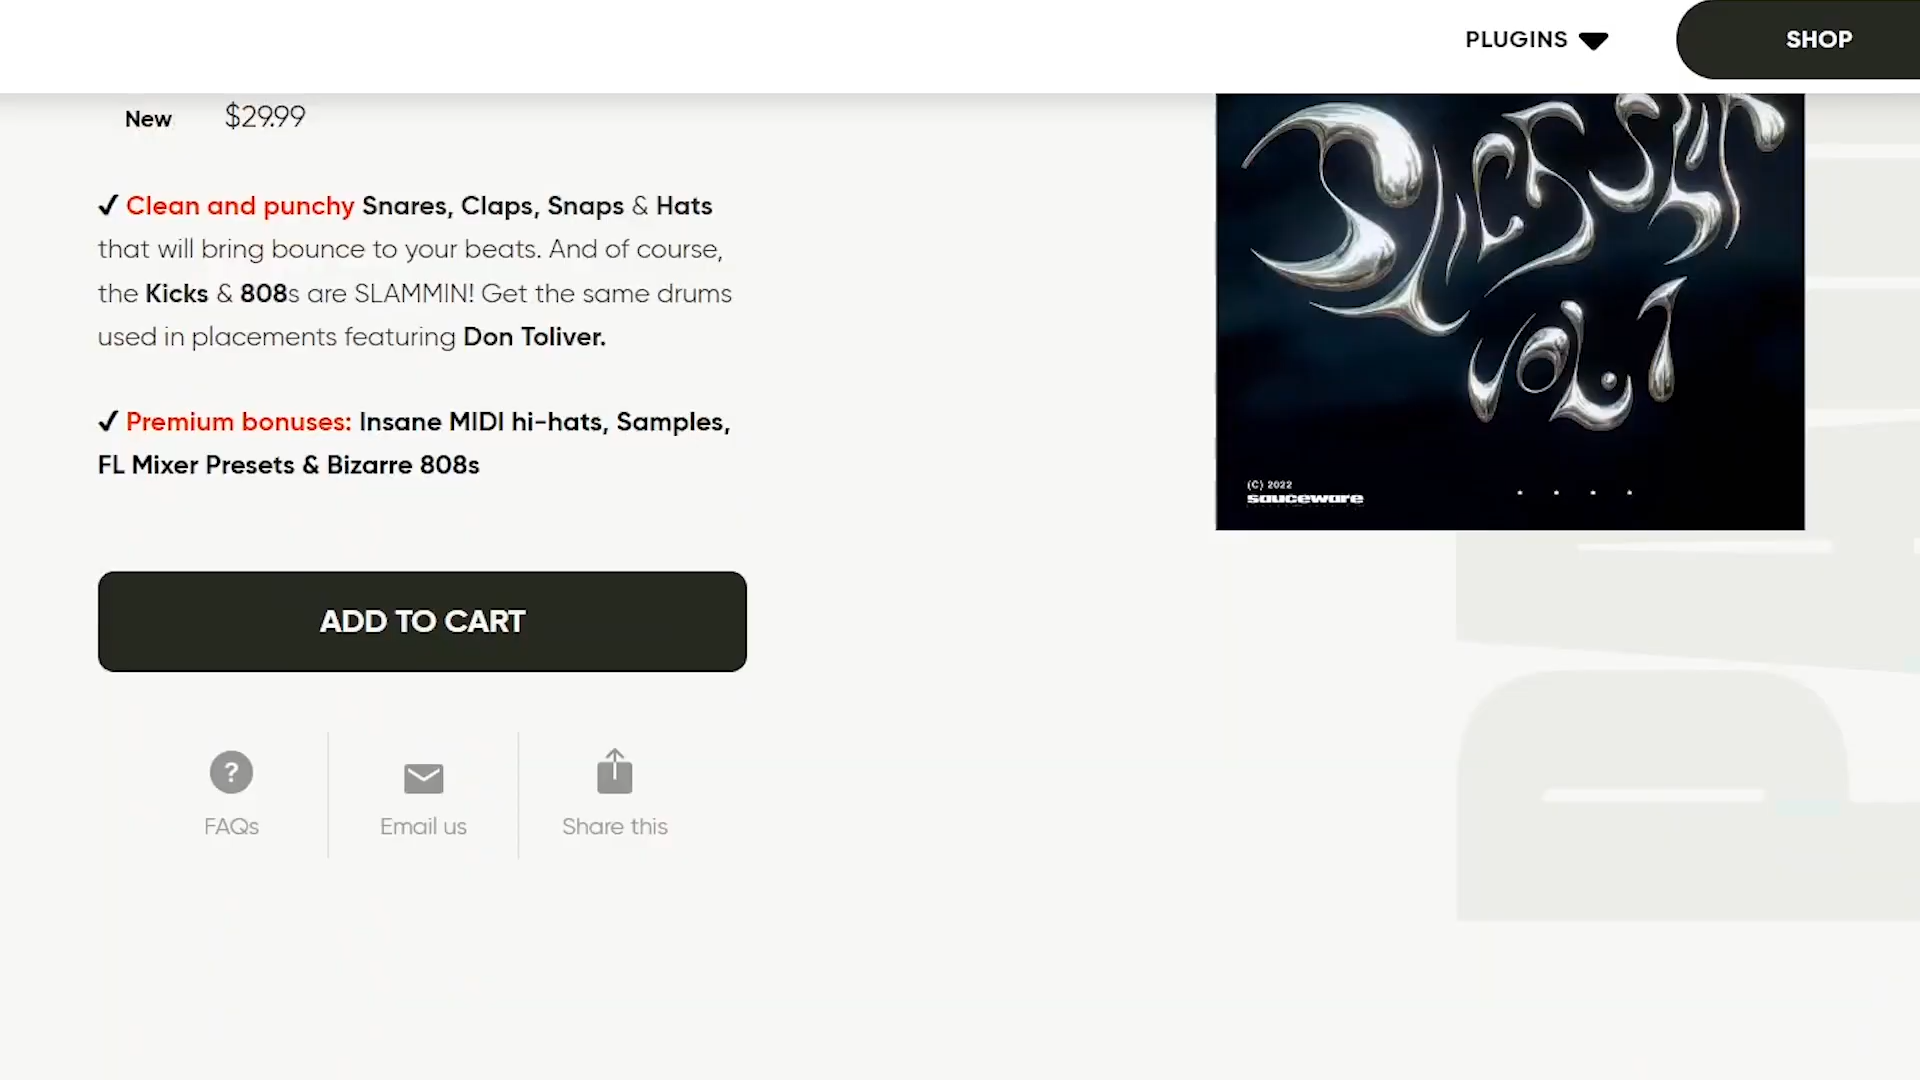 PLUGINS
SHOP
New $29.99
✓ Clean and punchy Snares, Claps, Snaps & Hats
that will bring bounce to your beats. And of course,
the Kicks & 808s are SLAMMIN! Get the same drums
used in placements featuring Don Toliver.
✓ Premium bonuses: Insane MIDI hi-hats, Samples,
FL Mixer Presets & Bizarre 808s
ADD TO CART
?
FAQs
Email us
Share this
VOL. 1
(C) 2022
sauceware